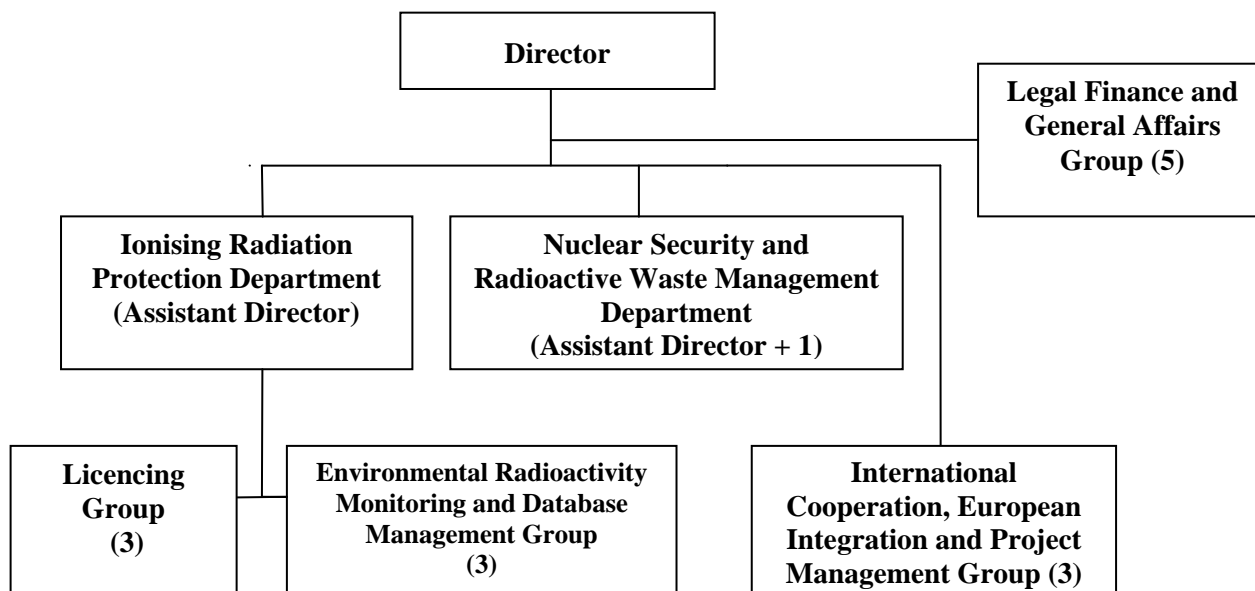 Director
Legal Finance and
General Affairs
Group (5)
Ionising Radiation
Protection Department
(Assistant Director)
Nuclear Security and
Radioactive Waste Management
Department
(Assistant Director + 1)
Licencing
Group
(3)
Environmental Radioactivity
Monitoring and Database
Management Group
(3)
International
Cooperation, European
Integration and Project
Management Group (3)